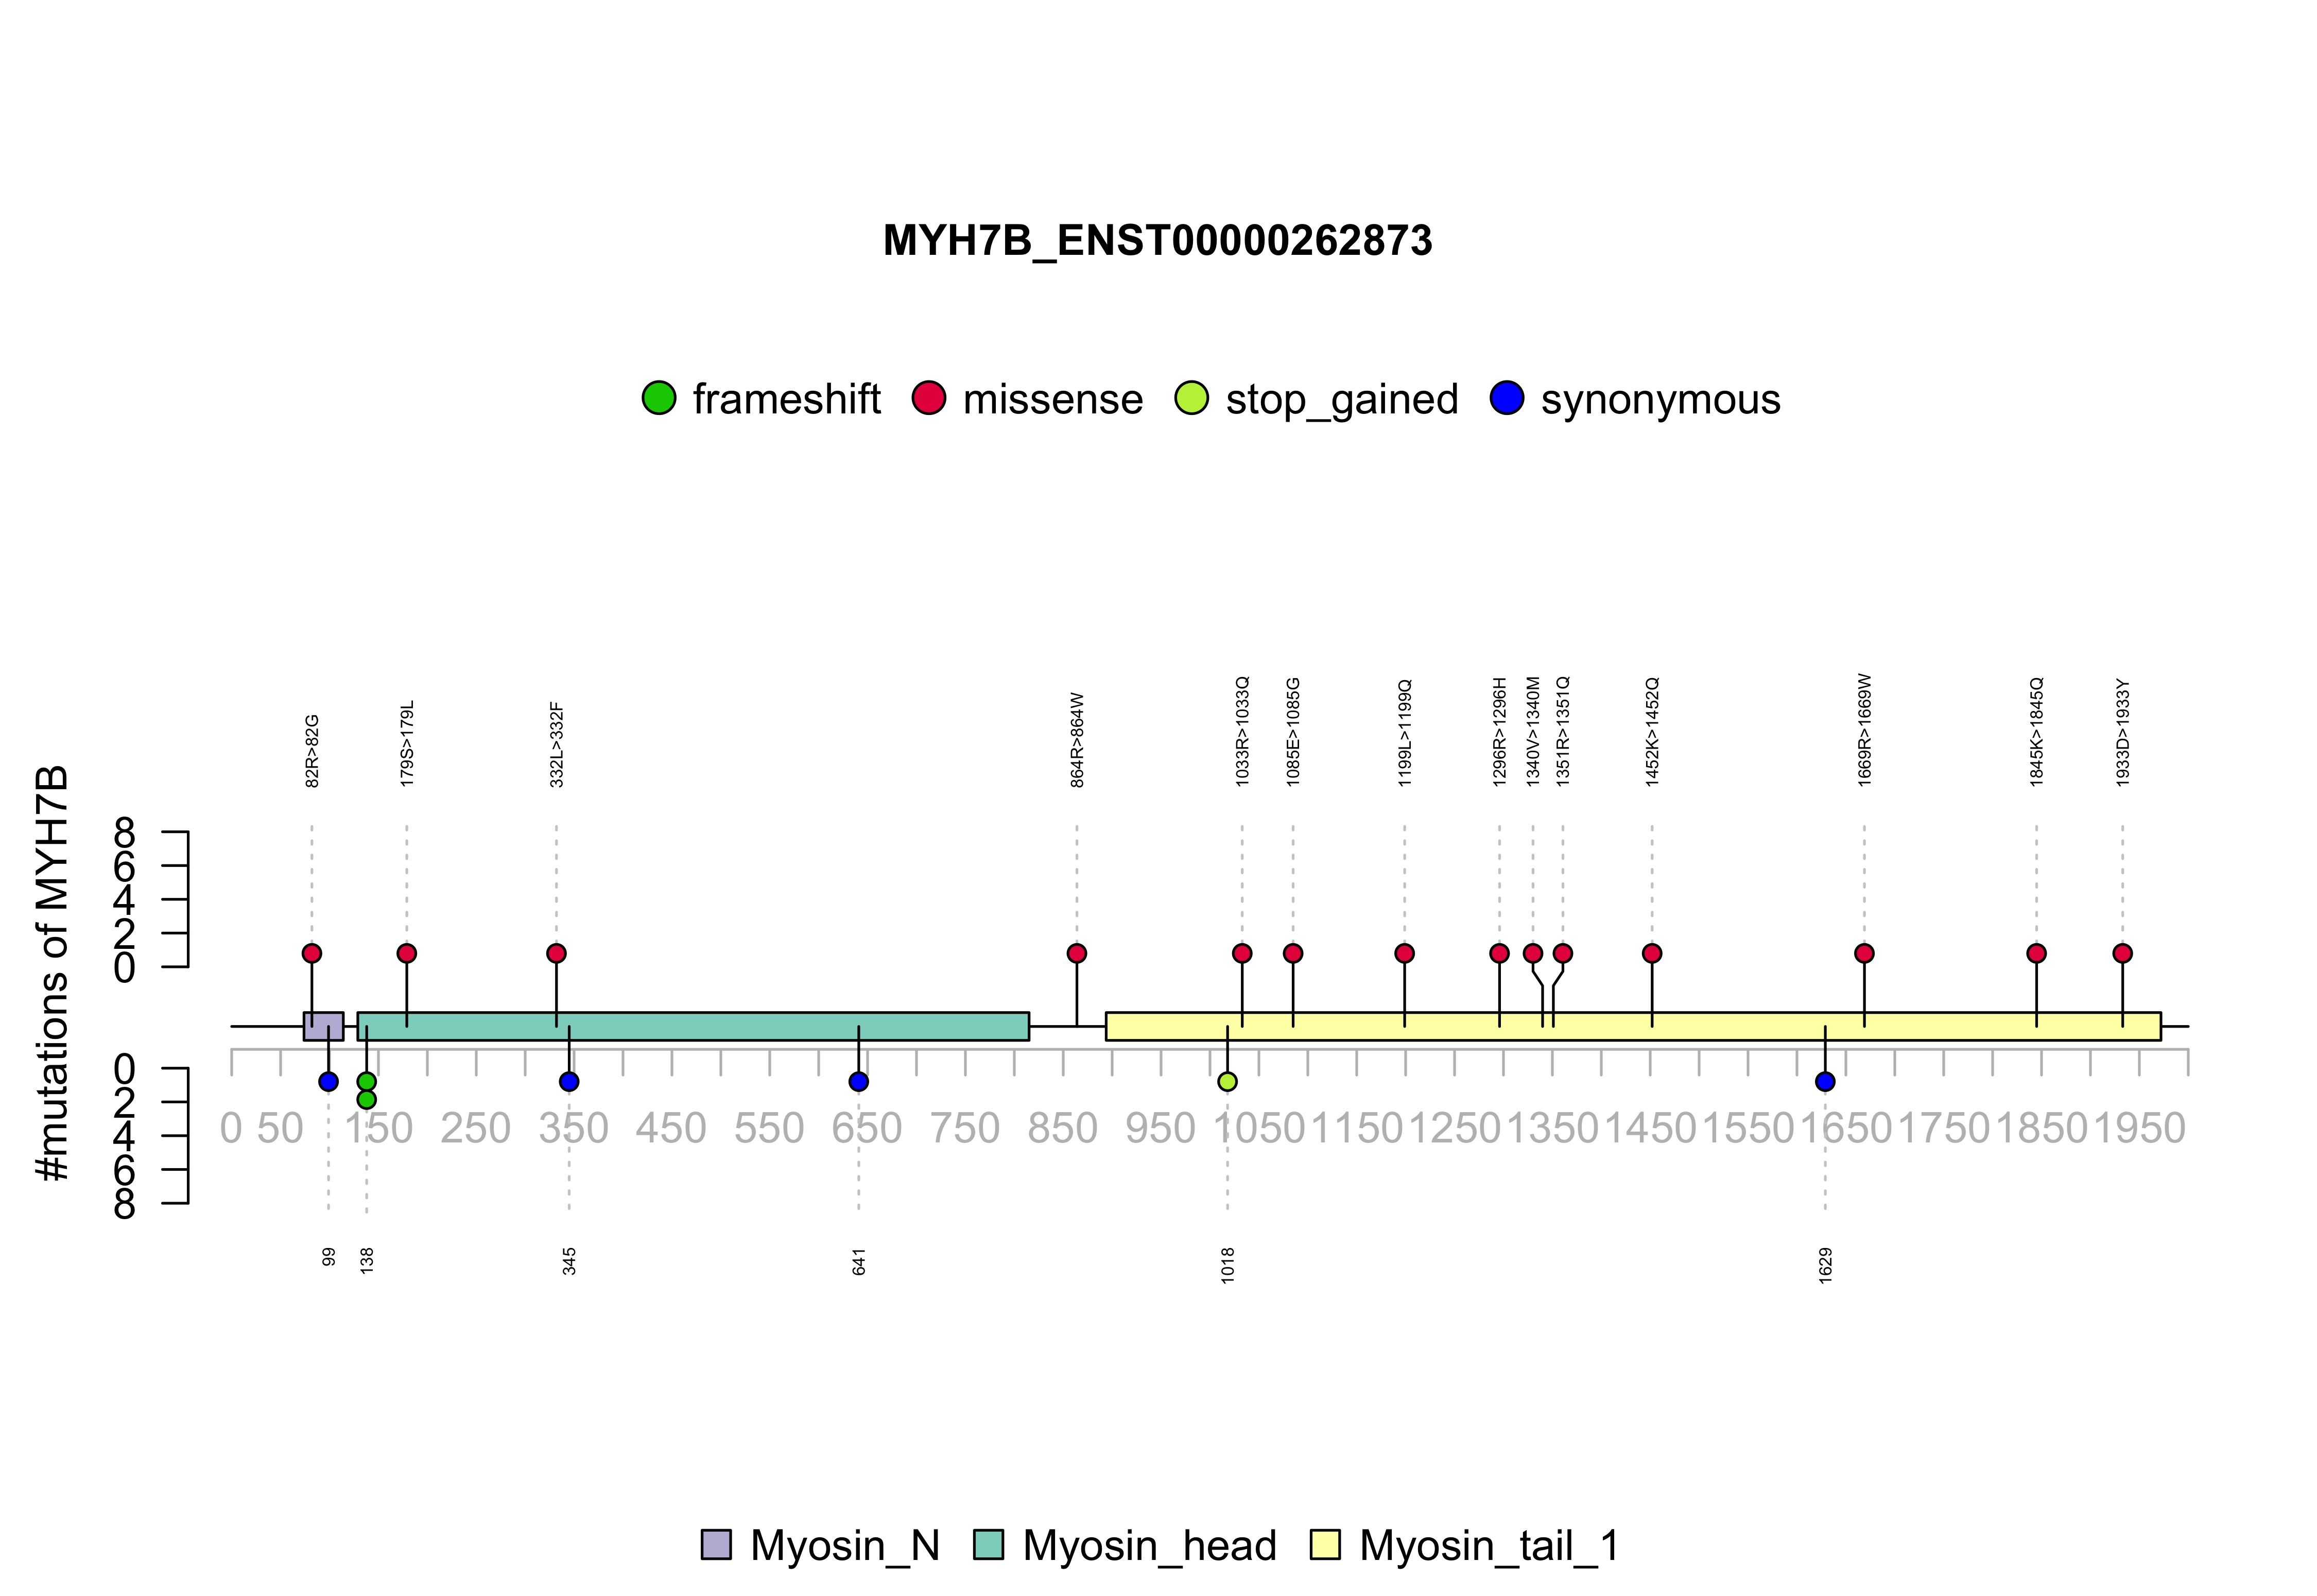 MYH7B_ENST00000262873
frameshift missense stop_gained synonymous
82R>82G 179S>179L 332L>332F 864R>864W 1033R>1033Q 1085E>1085G 1199L>1199Q 1296R>1296H 1340V>1340M 1351R>1351Q 1452K>1452Q 1669R>1669W 1845K>1845Q 1933D>1933Y
#mutations of MYH7B
8
6
4
2
0
0
2
4
6
8
0 50 150 250 350 450 550 650 750 850 950 1050 1150 1250 1350 1450 1550 1650 1750 1850 1950
99 138 345 641 1018 1629
Myosin_N Myosin_head Myosin_tail_1